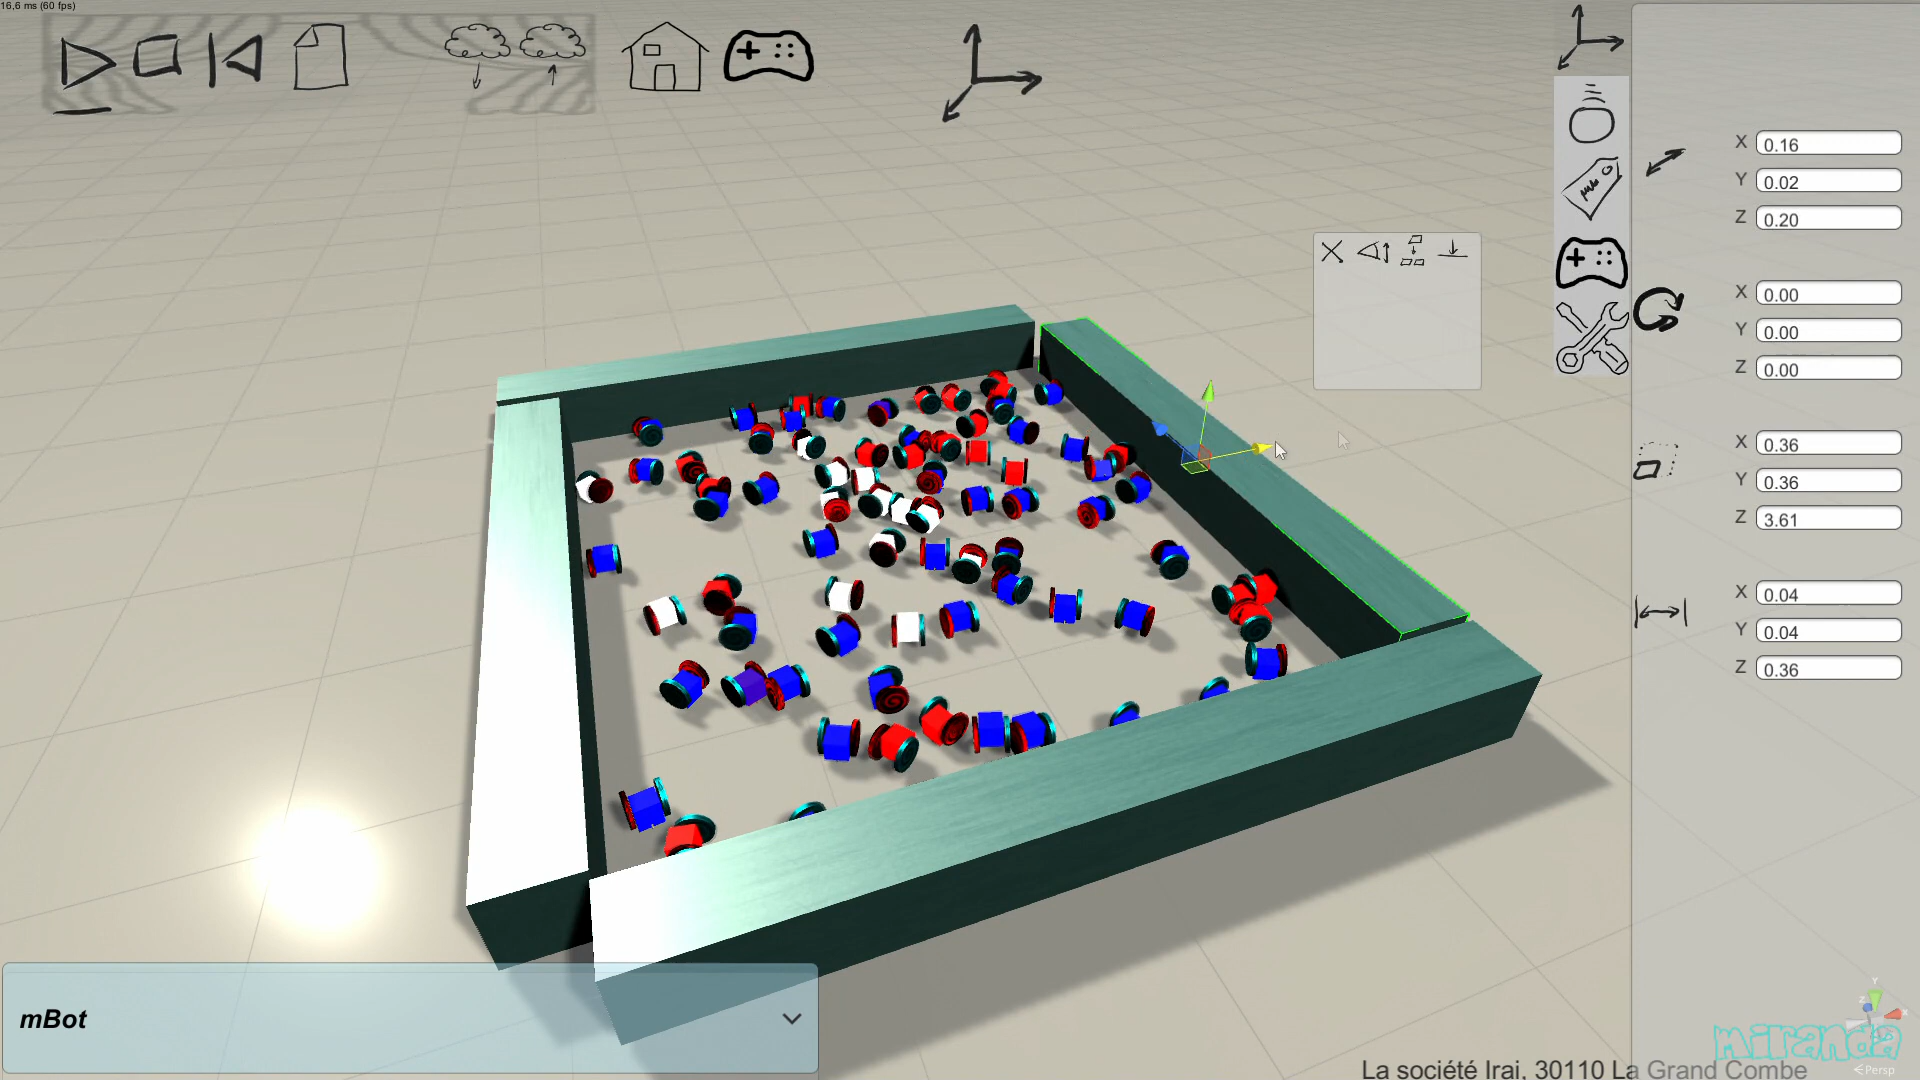 16,6 ms (60 fps)
X 0.16
Y 0.02
Z 0.20
X 0.00
Y 0.00
Z 0.00
X 0.36
Y 0.36
Z 3.61
X 0.04
Y 0.04
Z 0.36
mBot
miranda
Persp
La société Irai, 30110 La Grand Combe